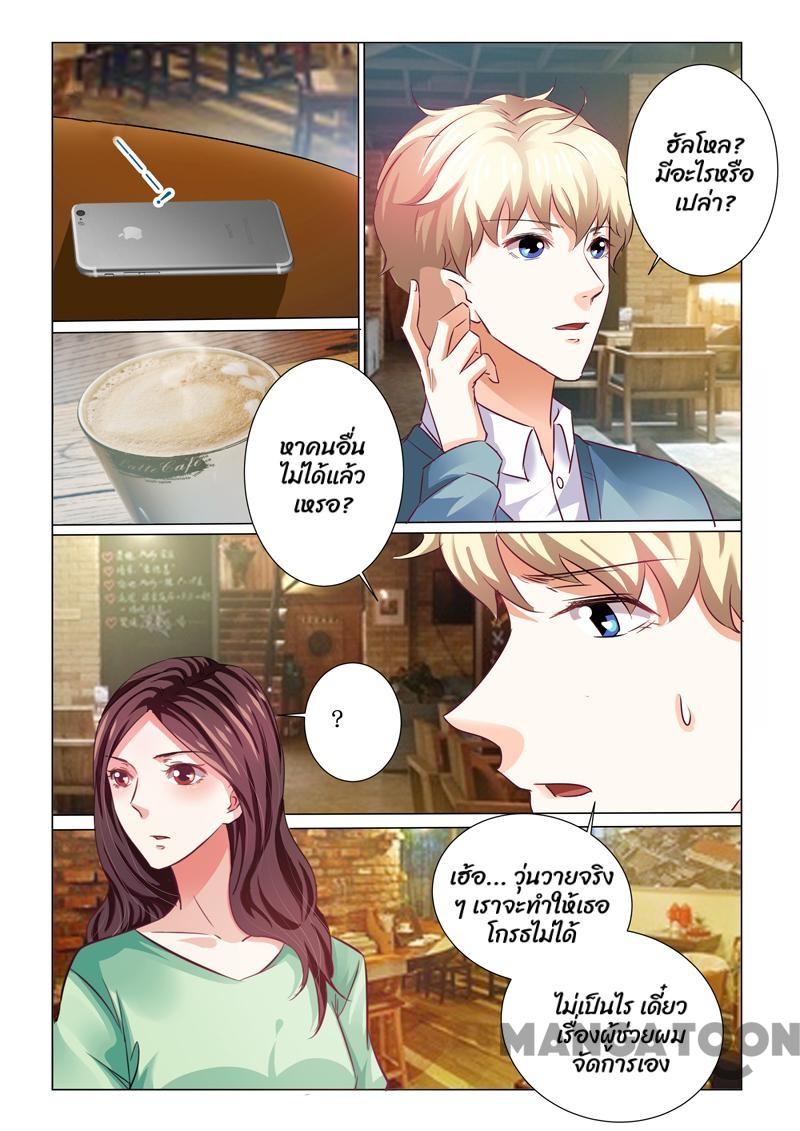 ฮัลโหล?
มีอะไรหรือ
เปล่า?
หาคนอื่น
ไม่ได้แล้ว
เหรอ?
Latte Café
?
เฮ้อ... วุ่นวายจริง
ๆ เราจะทำให้เธอ
โกรธไม่ได้
ไม่เป็นไร เดี๋ยว
เรื่องผู้ช่วยผม
จัดการเอง
MANGATOON